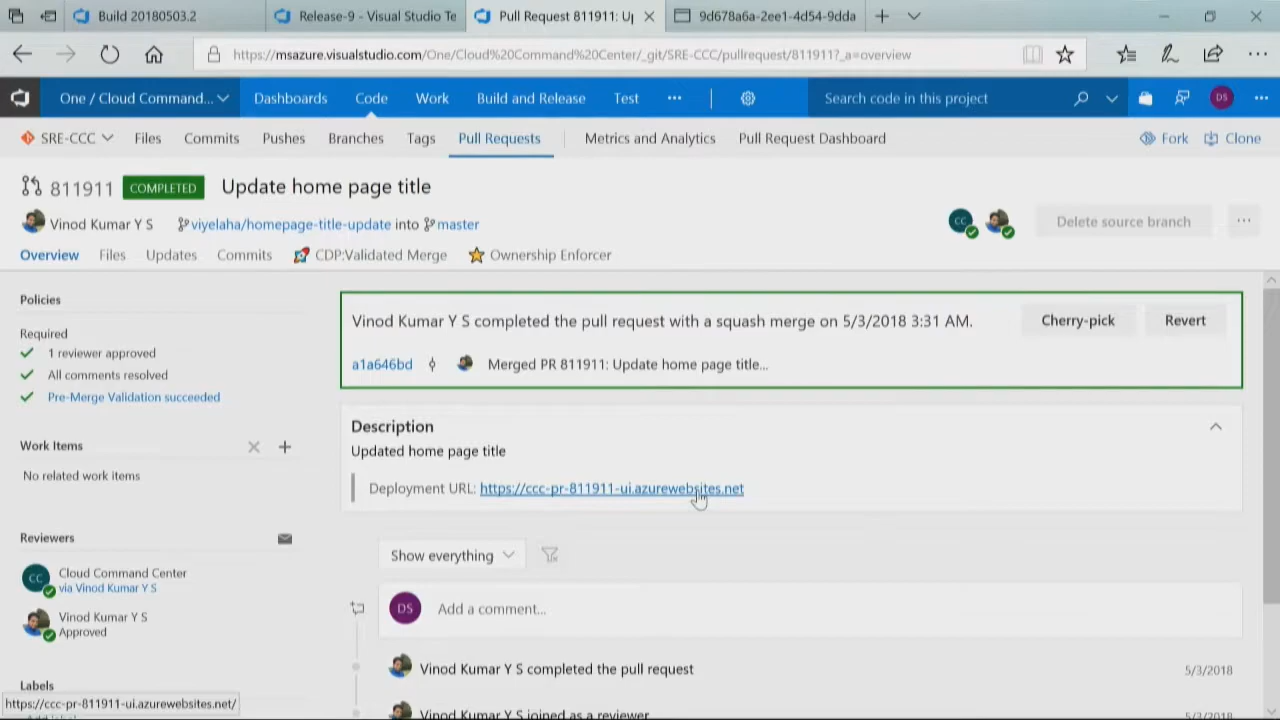 Build 20180503.2
Release-9 - Visual Studio Te
Pull Request 811911: Up
9d678a6a-2ee1-4d54-9dda
https://msazure.visualstudio.com/One/Cloud%20Command%20Center/_git/SRE-CCC/pullrequest/811911?_a=overview
One / Cloud Command... Dashboards Code Work Build and Release Test ... Search code in this project DS ...
SRE-CCC Files Commits Pushes Branches Tags Pull Requests Metrics and Analytics Pull Request Dashboard Fork Clone
811911 COMPLETED Update home page title
Vinod Kumar Y S viyelaha/homepage-title-update into master CC Delete source branch ...
Overview Files Updates Commits CDP:Validated Merge Ownership Enforcer
Policies
Required
1 reviewer approved
All comments resolved
Pre-Merge Validation succeeded
Work Items
No related work items
Reviewers
CC Cloud Command Center
via Vinod Kumar Y S
Vinod Kumar Y S
Approved
Labels
https://ccc-pr-811911-ui.azurewebsites.net/
Vinod Kumar Y S completed the pull request with a squash merge on 5/3/2018 3:31 AM. Cherry-pick Revert
a1a646bd Merged PR 811911: Update home page title...
Description
Updated home page title
Deployment URL: https://ccc-pr-811911-ui.azurewebsites.net
Show everything
DS Add a comment...
Vinod Kumar Y S completed the pull request 5/3/2018
Vinod Kumar Y S joined as a reviewer 5/3/2018